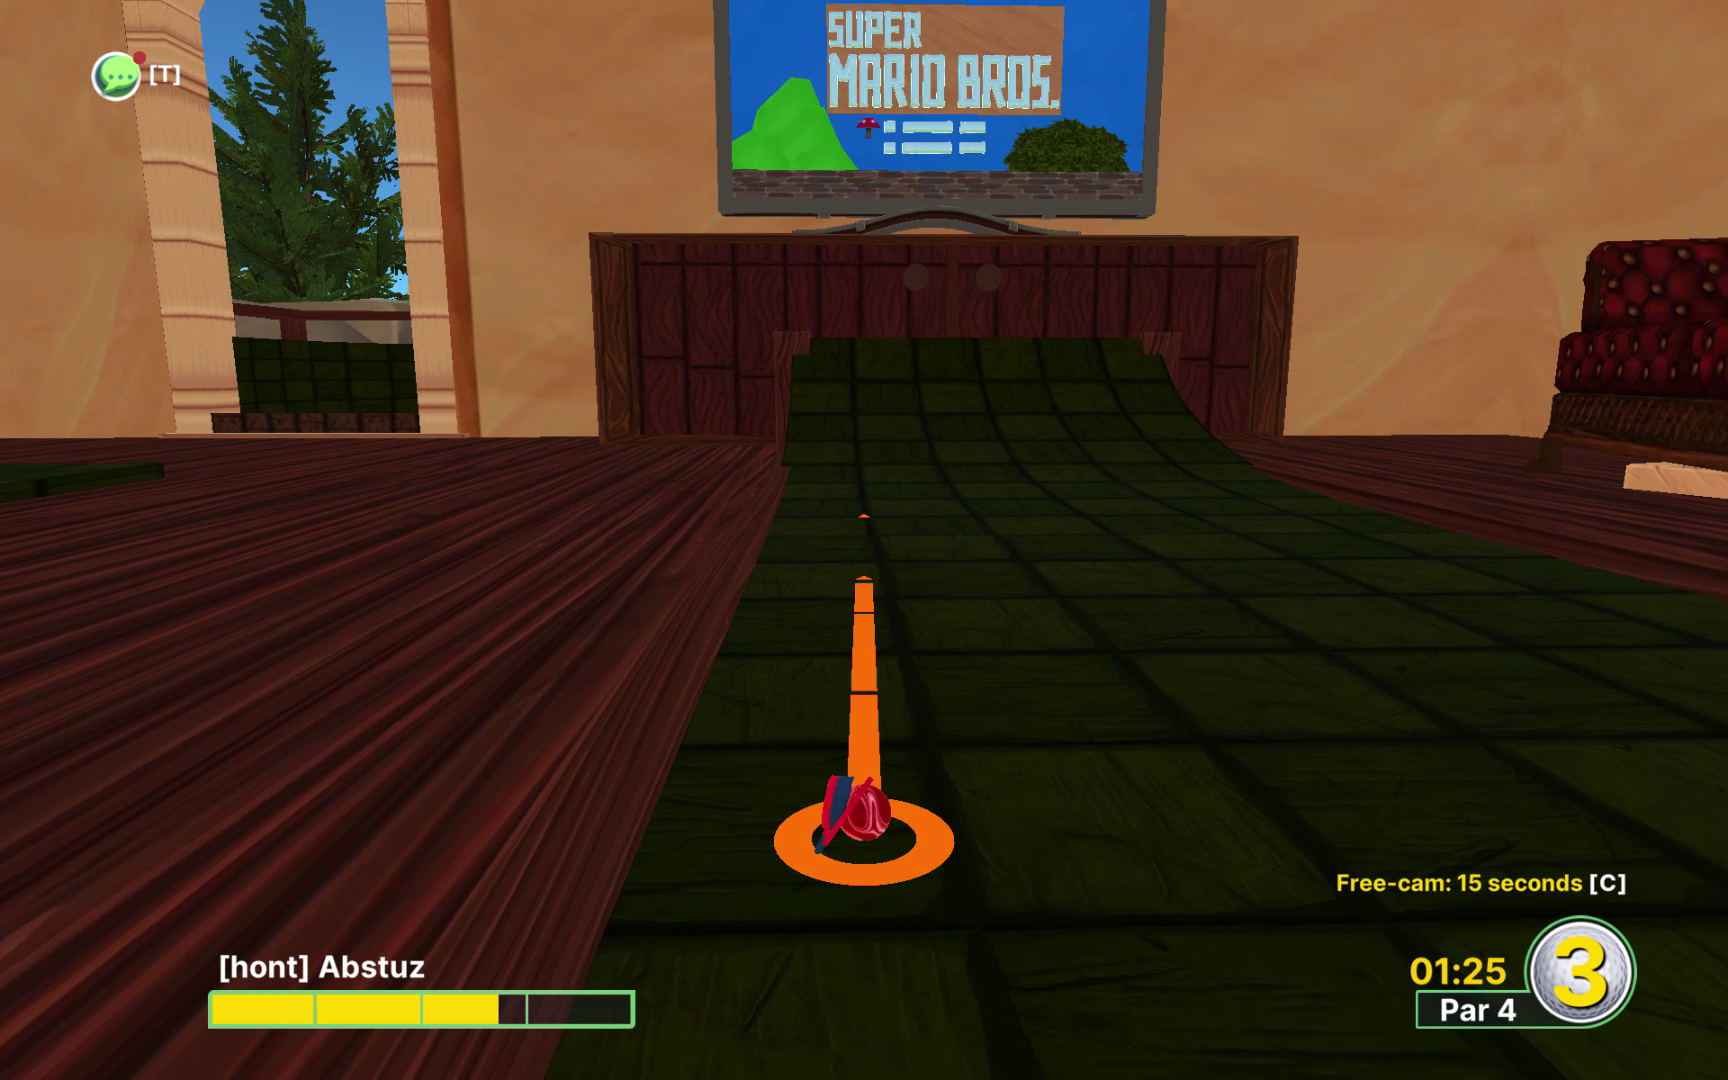 SUPER
MARIO BROS.
[T]
Free-cam: 15 seconds [C]
[hont] Abstuz
01:25
3
Par 4